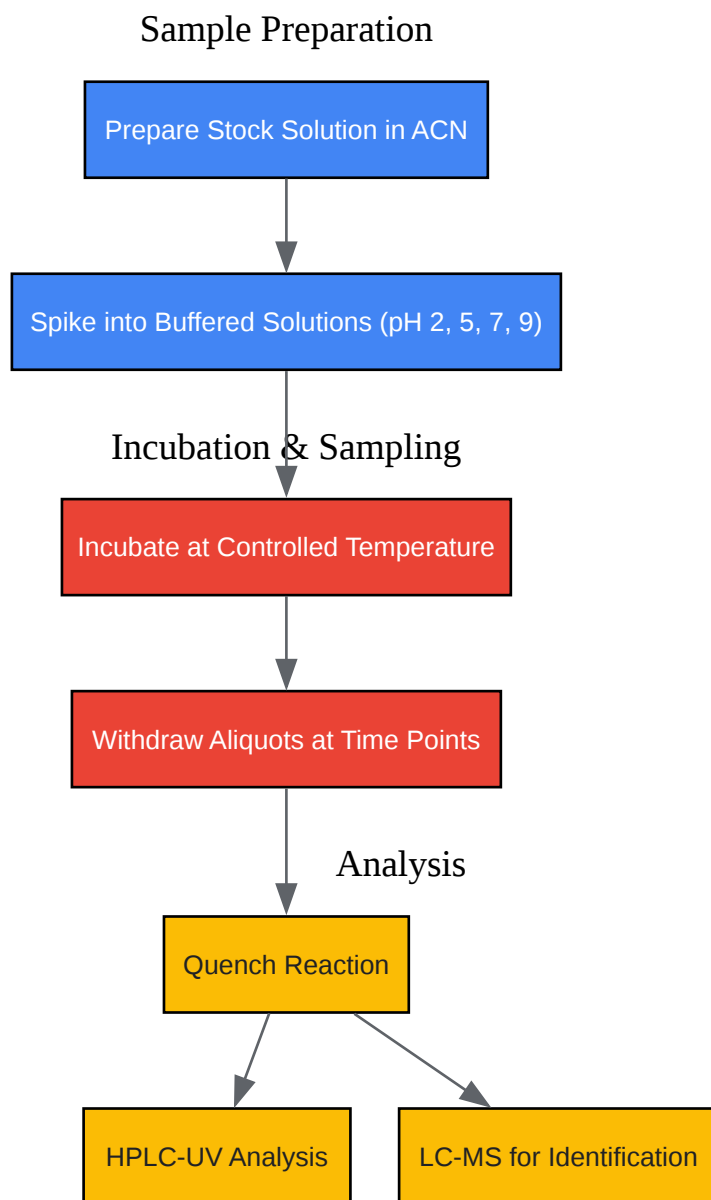 Sample Preparation
Prepare Stock Solution in ACN
Spike into Buffered Solutions (pH 2, 5, 7, 9)
Incubation & Sampling
Incubate at Controlled Temperature
Withdraw Aliquots at Time Points
Analysis
Quench Reaction
HPLC-UV Analysis
LC-MS for Identification